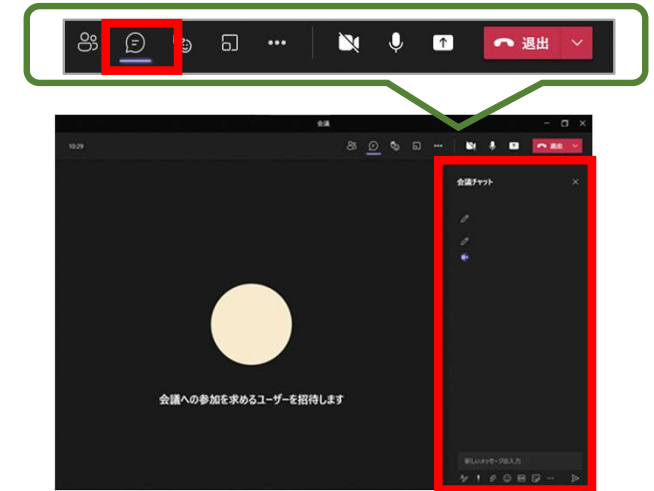 退出
会議
10:29
退出
会議チャット
会議への参加を求めるユーザーを招待します
新しいメッセージの入力